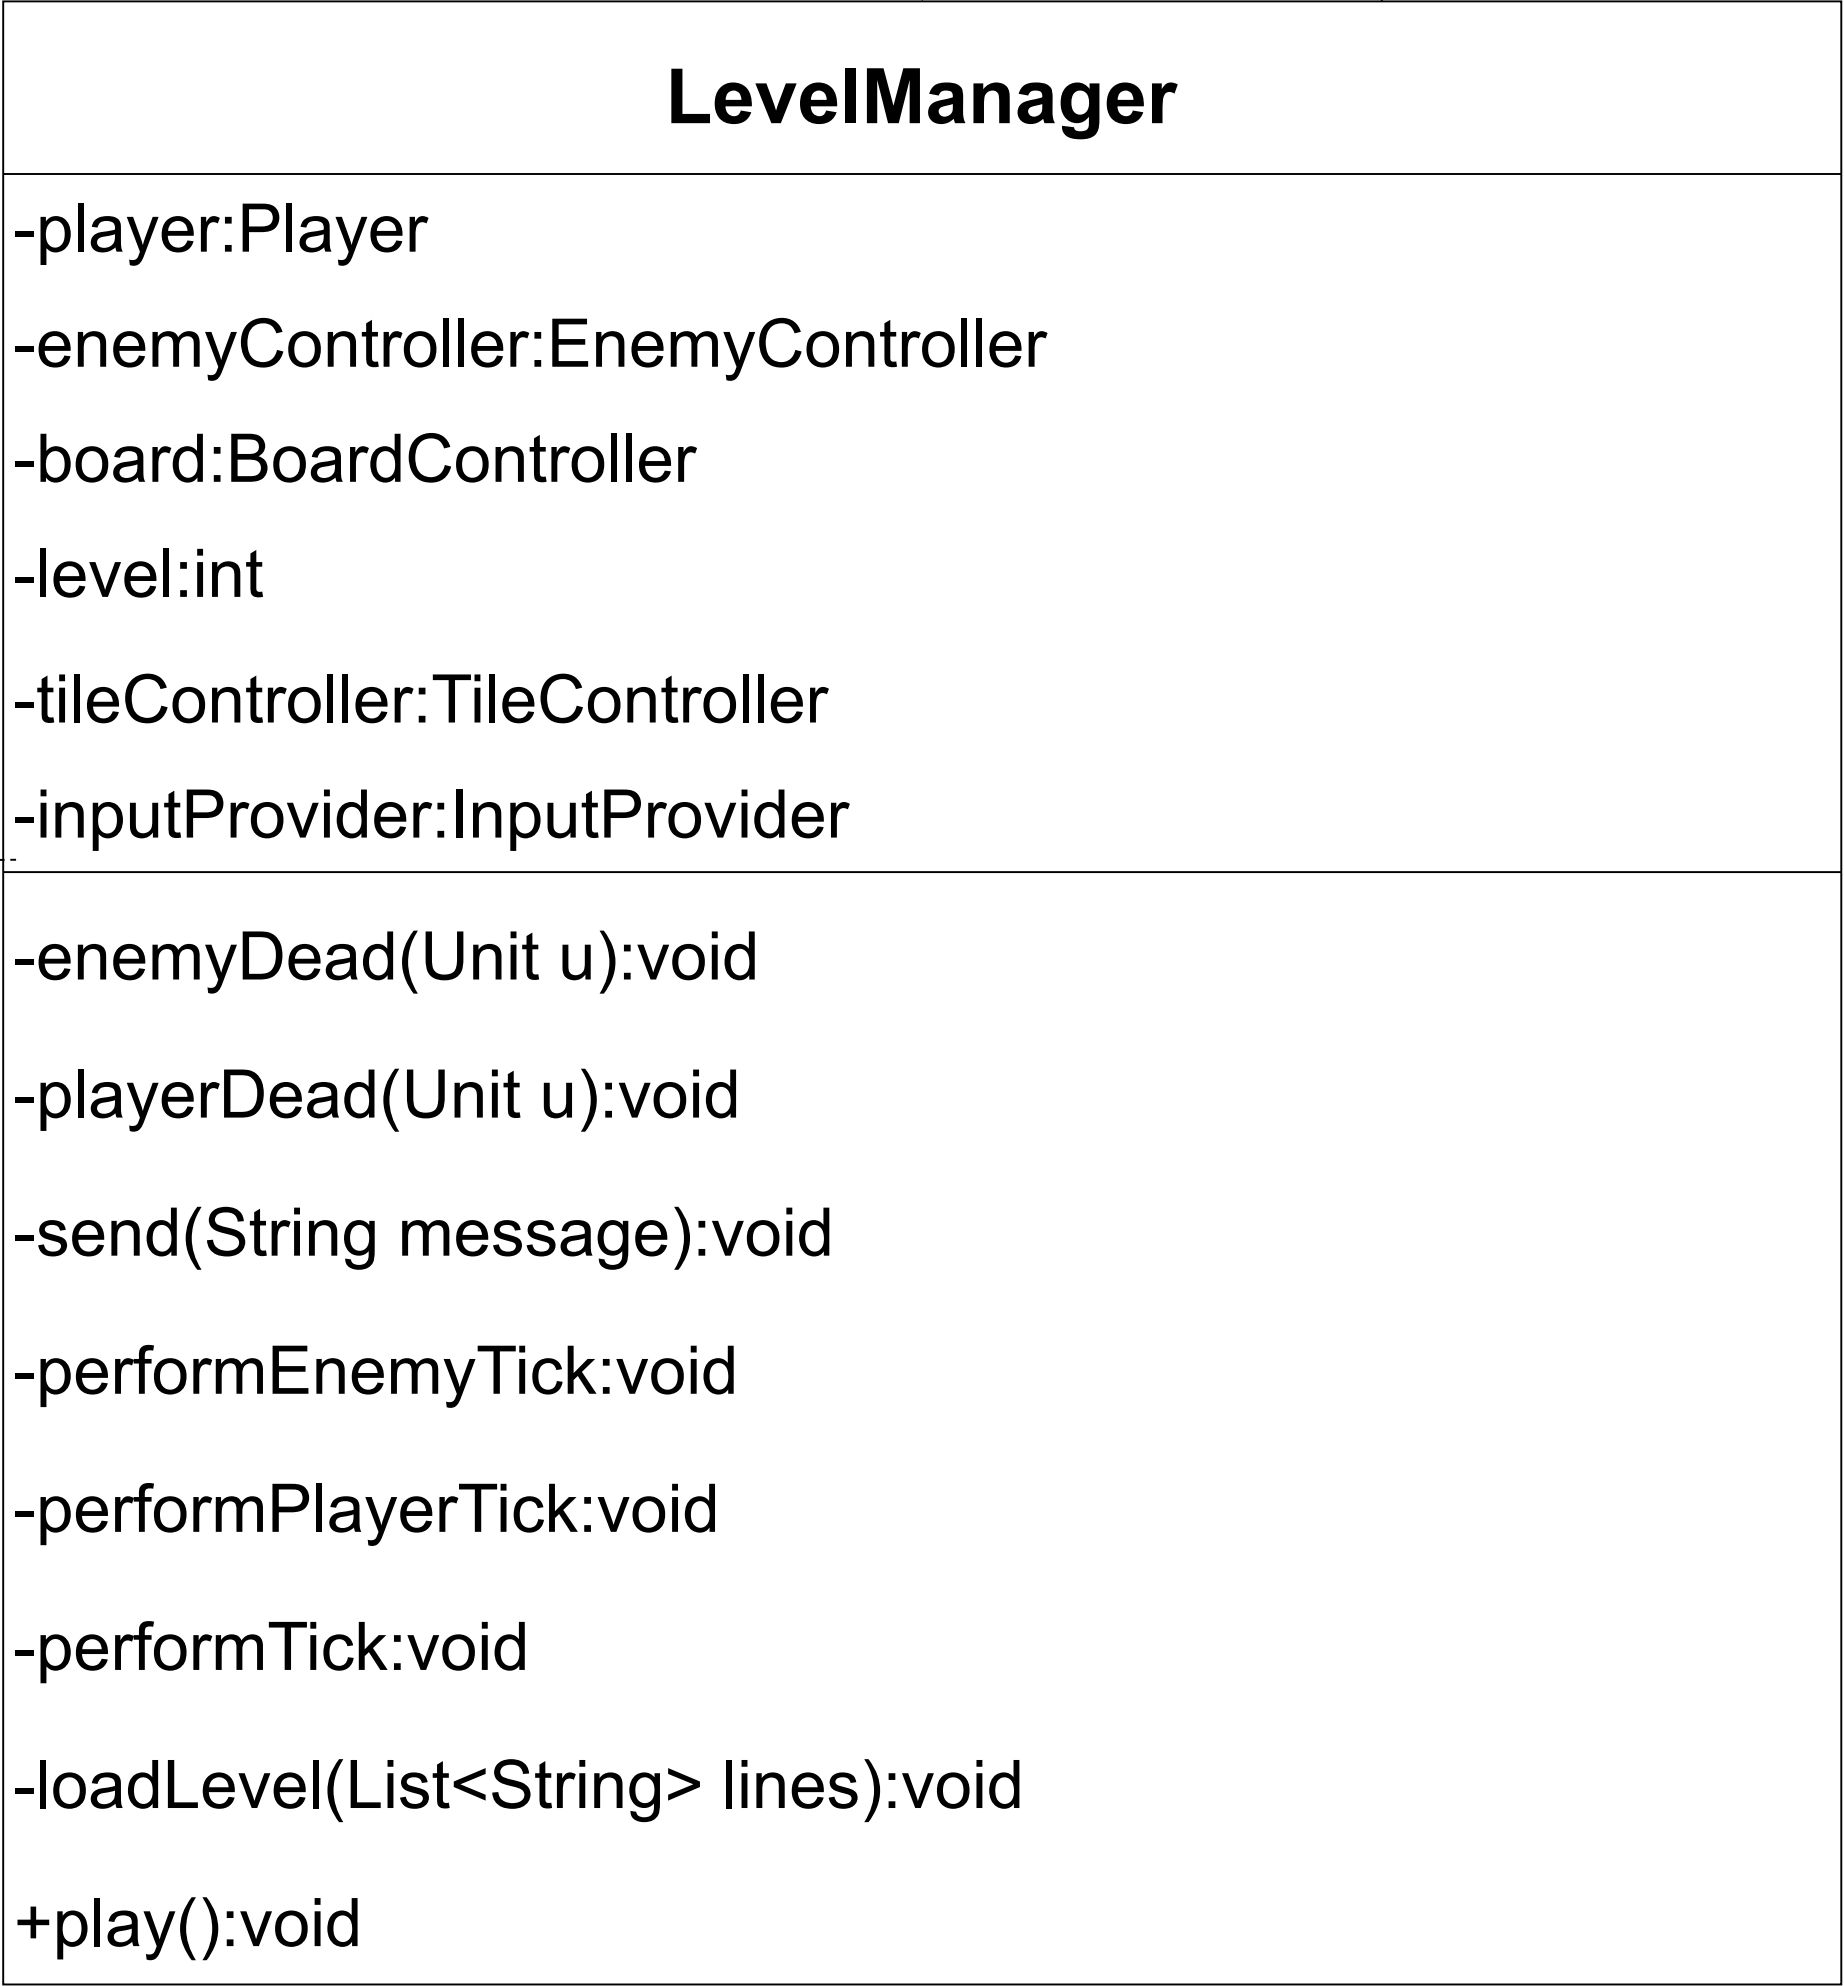 LevelManager
-player:Player
-enemyController:EnemyController
-board:BoardController
-level:int
-tileController:TileController
-inputProvider:InputProvider
-enemyDead(Unit u):void
-playerDead(Unit u):void
-send(String message):void
-performEnemyTick:void
-performPlayerTick:void
-performTick:void
-loadLevel(List<String> lines):void
+play():void